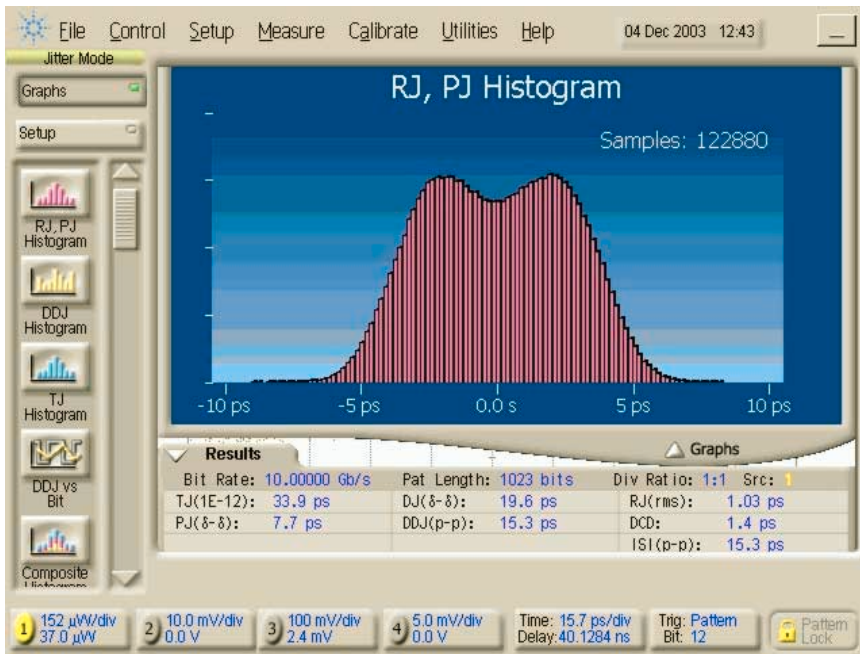 File Control Setup Measure Calibrate Utilities Help 04 Dec 2003 12:43
Jitter Mode
Graphs
Setup
RJ, PJ
Histogram
DDJ
Histogram
TJ
Histogram
DDJ vs
Bit
Composite
RJ, PJ Histogram
Samples: 122880
-10 ps -5 ps 0.0 s 5 ps 10 ps
Results
Graphs
Bit Rate: 10.00000 Gb/s Pat Length: 1023 bits Div Ratio: 1:1 Src: 1
TJ(1E-12): 33.9 ps DJ(δ-δ): 19.6 ps RJ(rms): 1.03 ps
PJ(δ-δ): 7.7 ps DDJ(p-p): 15.3 ps DCD: 1.4 ps
ISI(p-p): 15.3 ps
1 152 µW/div 2 10.0 mV/div 3 100 mV/div 4 5.0 mV/div Time: 15.7 ps/div Trig: Pattern Pattern
37.0 µW 0.0 V 2.4 mV 0.0 V Delay:40.1284 ns Bit: 12 Lock